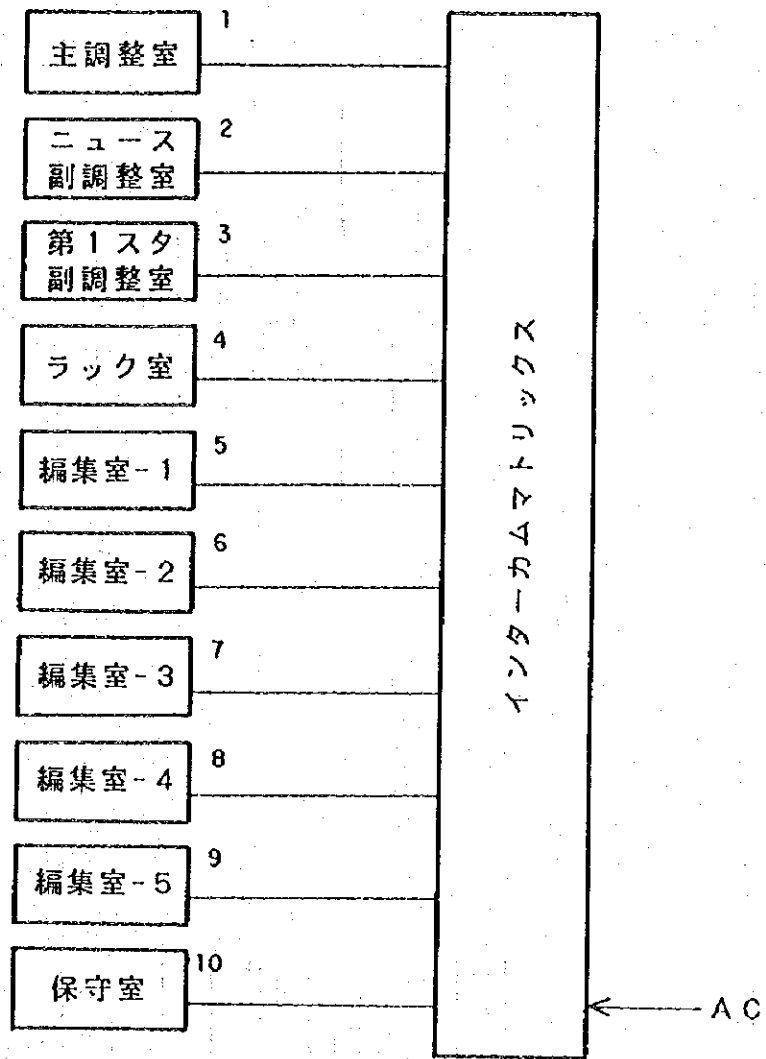 1
主調整室
2
ニュース
副調整室
3
第1スタ
副調整室
4
ラック室
5
編集室-1
6
編集室-2
7
編集室-3
8
編集室-4
9
編集室-5
10
保守室
インターカムマトリックス
AC